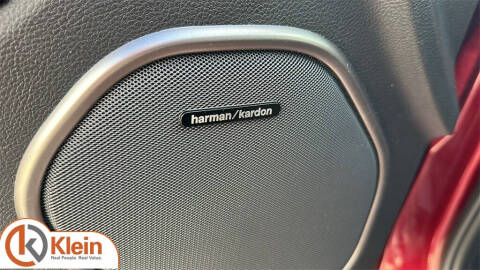 harman/kardon
Klein
Real People. Real Value.